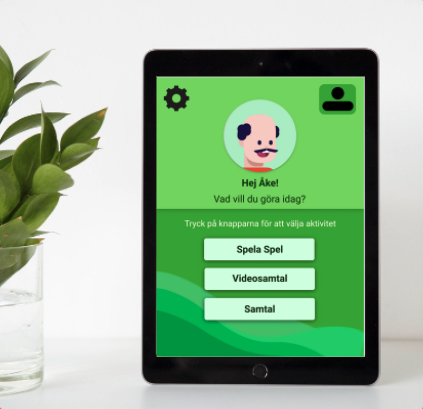 Hej Åke!
Vad vill du göra idag?
Tryck på knapparna för att välja aktivitet
Spela Spel
Videosamtal
Samtal